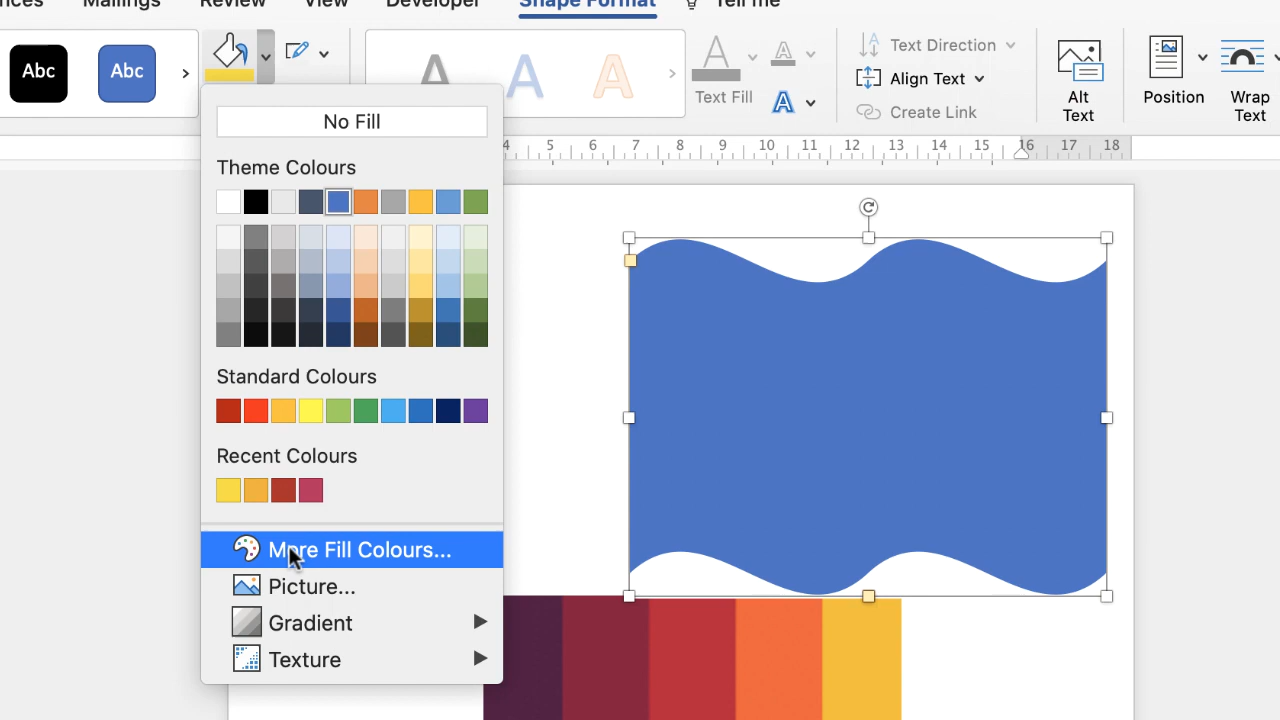 Mailings Review View Developer Shape Format Tell me
Abc Abc
A A A
A
Text Fill
A
A
Text Direction
Align Text
Create Link
Alt
Text
Position
Wrap
Text
4 5 6 7 8 9 10 11 12 13 14 15 16 17 18
No Fill
Theme Colours
Standard Colours
Recent Colours
More Fill Colours...
Picture...
Gradient
Texture